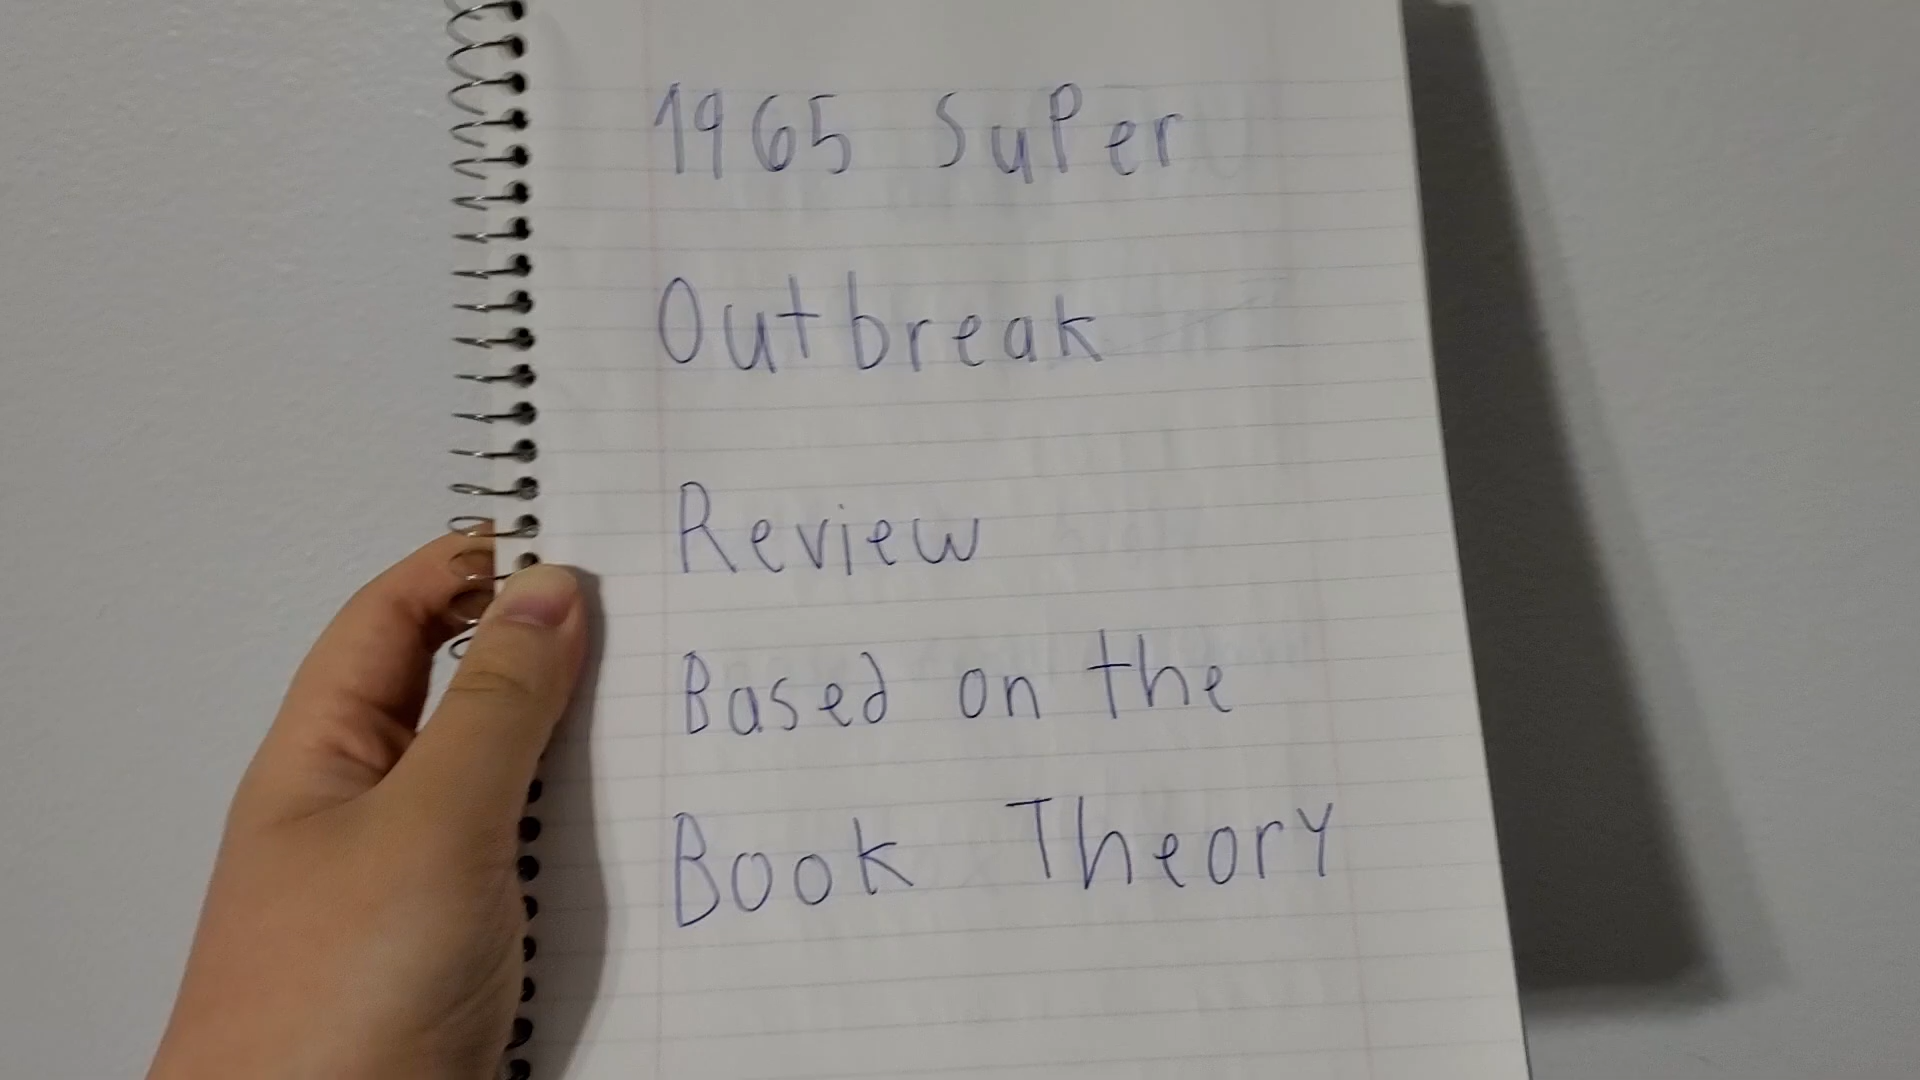 1965 SuPer
Outbreak
Review
Based on the
Book Theory